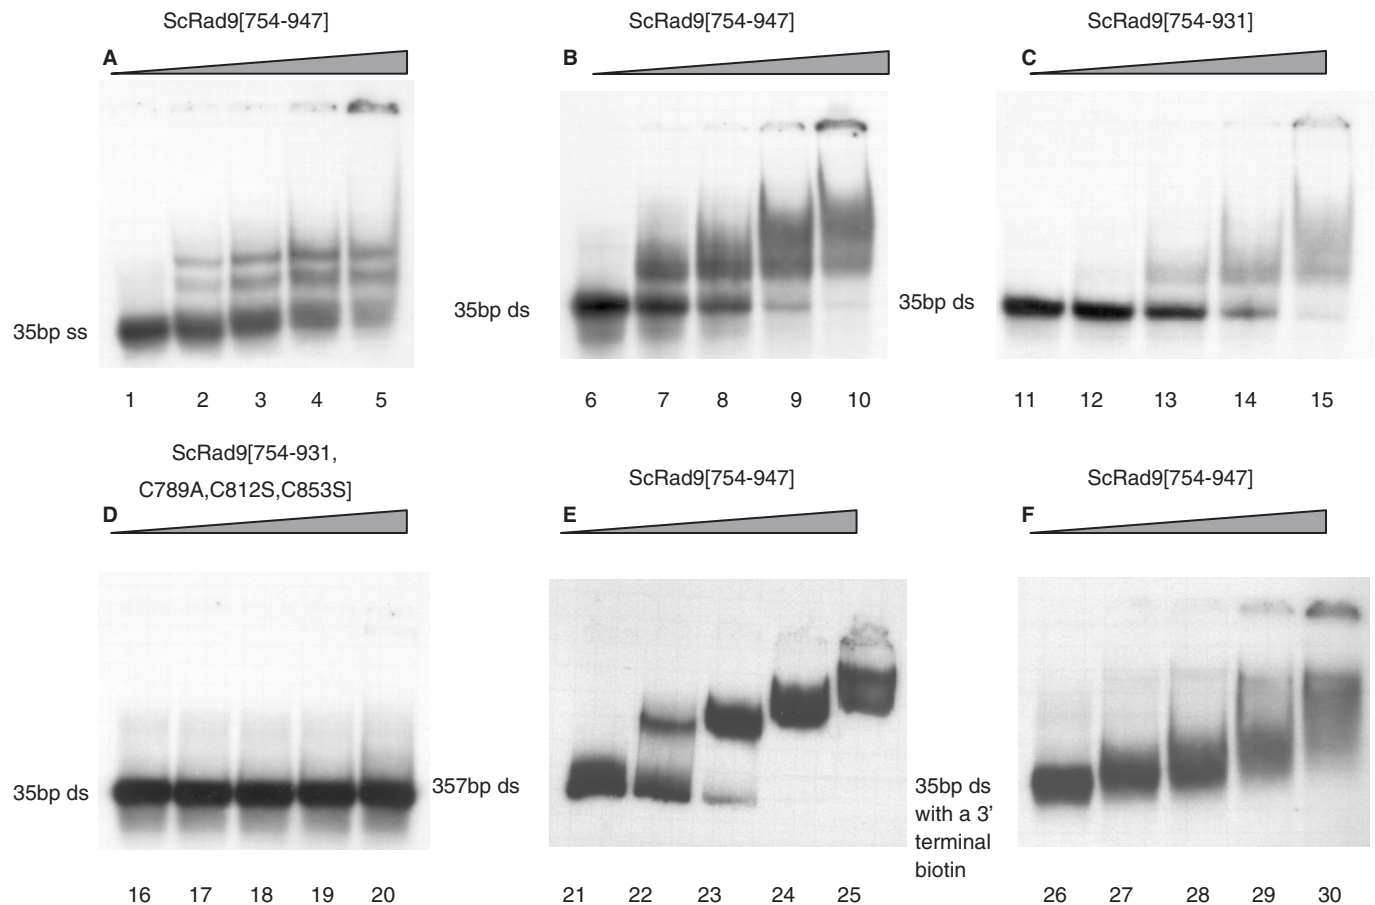 ScRad9[754-947]
ScRad9[754-947]
ScRad9[754-931]
A
B
C
35bp ss
35bp ds
35bp ds
1 2 3 4 5
6 7 8 9 10
11 12 13 14 15
ScRad9[754-931,
C789A,C812S,C853S]
ScRad9[754-947]
ScRad9[754-947]
D
E
F
35bp ds
357bp ds
35bp ds
with a 3’
terminal
biotin
16 17 18 19 20
21 22 23 24 25
26 27 28 29 30